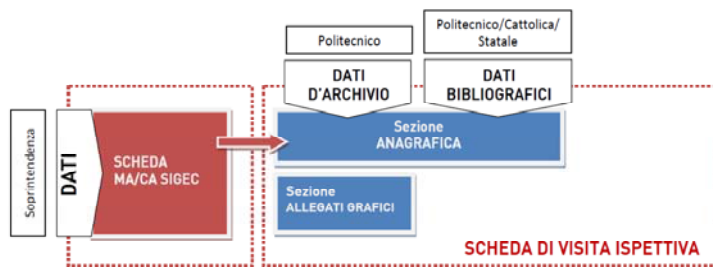 Politecnico
Politecnico/Cattolica/
Statale
DATI
D'ARCHIVIO
DATI
BIBLIOGRAFICI
Soprintendenza
DATI
SCHEDA
MA/CA SIGEC
Sezione
ANAGRAFICA
Sezione
ALLEGATI GRAFICI
SCHEDA DI VISITA ISPETTIVA